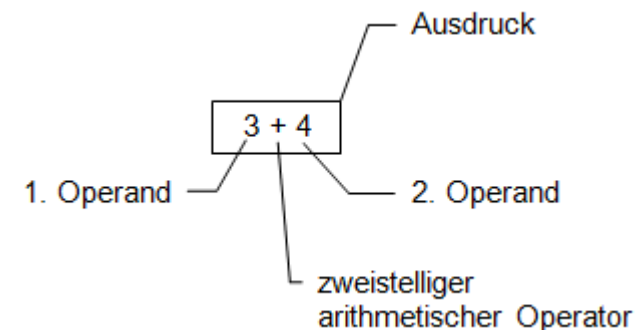 Ausdruck
3 + 4
1. Operand
2. Operand
zweistelliger
arithmetischer Operator